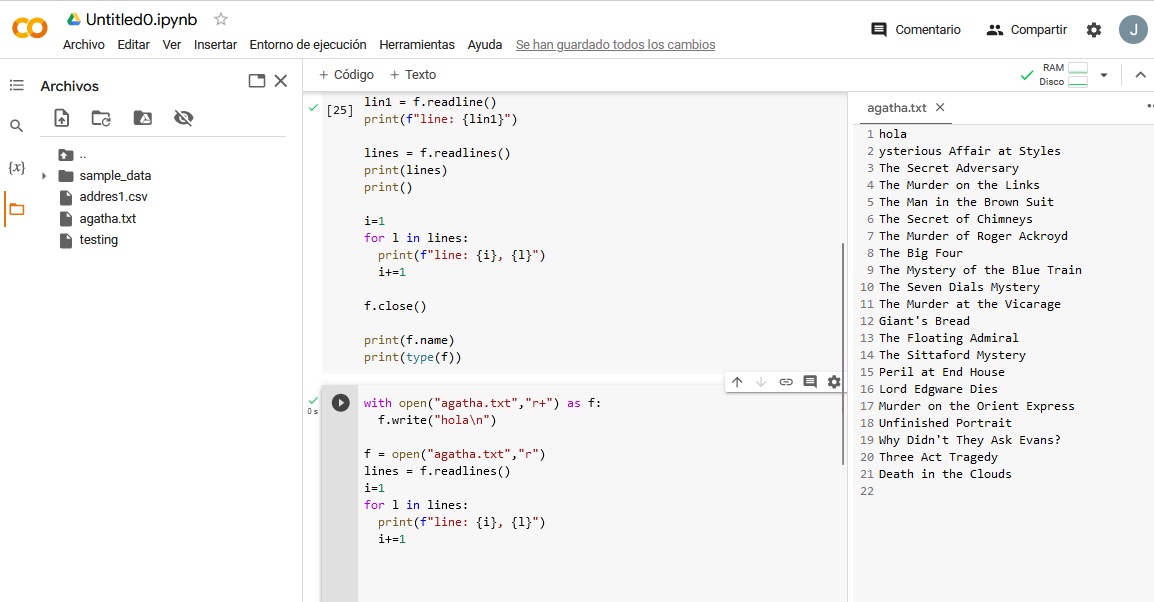 Untitled0.ipynb
Archivo Editar Ver Insertar Entorno de ejecución Herramientas Ayuda Se han guardado todos los cambios
Comentario
Compartir
J
Archivos
..
sample_data
addres1.csv
agatha.txt
testing
{x}
+ Código + Texto
RAM
Disco
[25]
lin1 = f.readline()
print(f"line: {lin1}")
lines = f.readlines()
print(lines)
print()
i=1
for l in lines:
print(f"line: {i}, {l}")
i+=1
f.close()
print(f.name)
print(type(f))
0 s
with open("agatha.txt","r+") as f:
f.write("hola\n")
f = open("agatha.txt","r")
lines = f.readlines()
i=1
for l in lines:
print(f"line: {i}, {l}")
i+=1
agatha.txt
1 hola
2 ysterious Affair at Styles
3 The Secret Adversary
4 The Murder on the Links
5 The Man in the Brown Suit
6 The Secret of Chimneys
7 The Murder of Roger Ackroyd
8 The Big Four
9 The Mystery of the Blue Train
10 The Seven Dials Mystery
11 The Murder at the Vicarage
12 Giant's Bread
13 The Floating Admiral
14 The Sittaford Mystery
15 Peril at End House
16 Lord Edgware Dies
17 Murder on the Orient Express
18 Unfinished Portrait
19 Why Didn't They Ask Evans?
20 Three Act Tragedy
21 Death in the Clouds
22